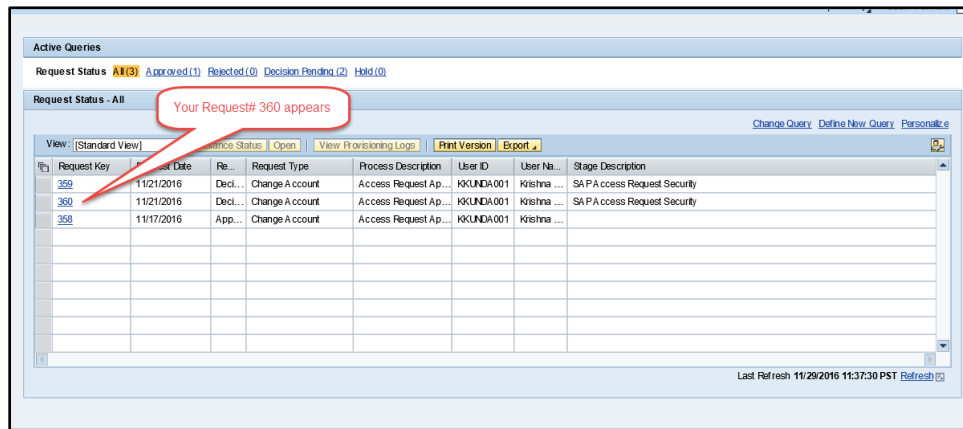 Active Queries
Request Status All (3) Approved (1) Rejected (0) Decision Pending (2) Hold (0)
Request Status - All
Your Request# 360 appears
Change Query Define New Query Personalize
View: [Standard View] Status Open View Provisioning Logs Print Version Export
Request Key Date Re... Request Type Process Description User ID User Na... Stage Description
359 11/21/2016 Deci... Change Account Access Request Ap... KKUNDA001 Krishna ... SAP Access Request Security
360 11/21/2016 Deci... Change Account Access Request Ap... KKUNDA001 Krishna ... SAP Access Request Security
358 11/17/2016 App... Change Account Access Request Ap... KKUNDA001 Krishna ...
Last Refresh 11/29/2016 11:37:30 PST Refresh